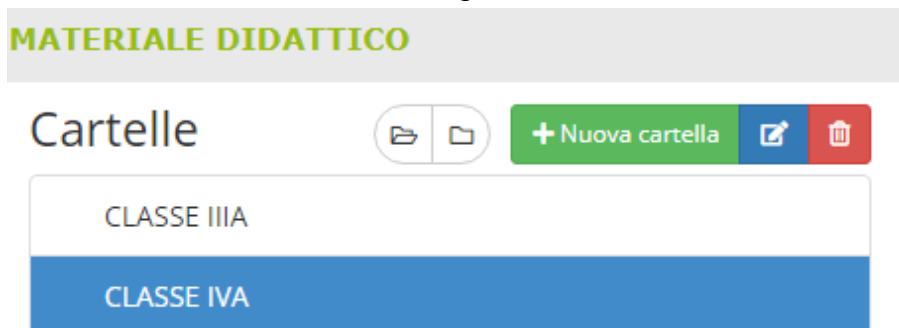 MATERIALE DIDATTICO
Cartelle
Nuova cartella
CLASSE IIIA
CLASSE IVA